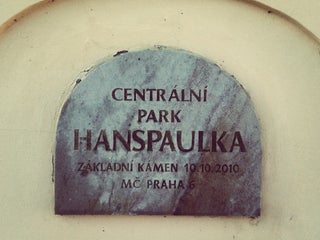 CENTRÁLNÍ
PARK
HANSPAULKA
ZÁKLADNÍ KÁMEN 10.10.2010
MČ PRAHA 6